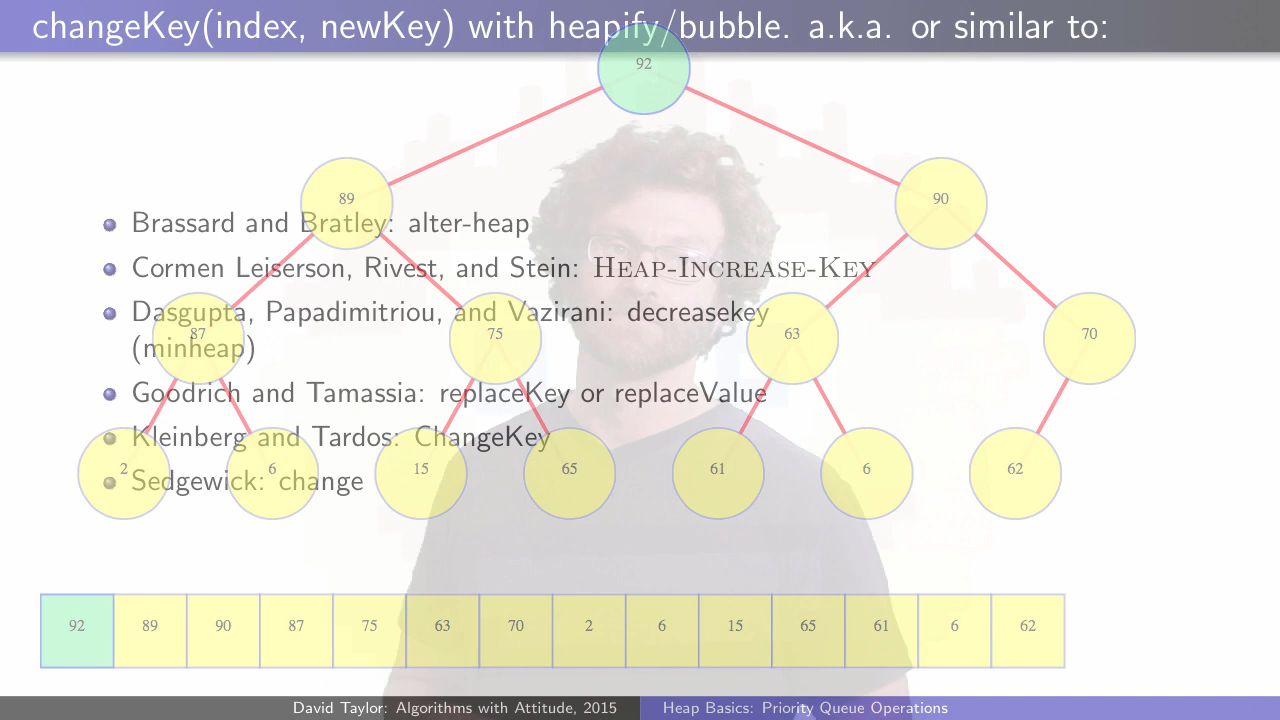 changeKey(index, newKey) with heapify/bubble. a.k.a. or similar to:
92
89 90
Brassard and Bratley: alter-heap
Cormen Leiserson, Rivest, and Stein: HEAP-INCREASE-KEY
Dasgupta, Papadimitriou, and Vazirani: decreasekey
(minheap)
87 75 63 70
Goodrich and Tamassia: replaceKey or replaceValue
Kleinberg and Tardos: ChangeKey
2 6 15 65 61 6 62
Sedgewick: change
92 89 90 87 75 63 70 2 6 15 65 61 6 62
David Taylor: Algorithms with Attitude, 2015 Heap Basics: Priority Queue Operations